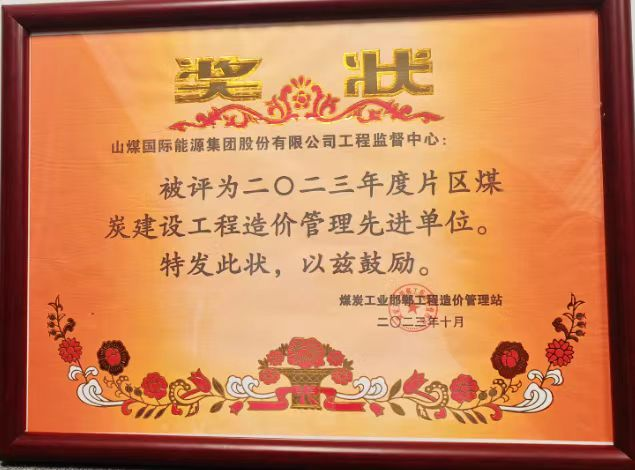 奖状
山煤国际能源集团股份有限公司工程监督中心：
被评为二〇二三年度片区煤
炭建设工程造价管理先进单位。
特发此状，以兹鼓励。
煤炭工业邯郸工程造价管理站
二〇二三年十月